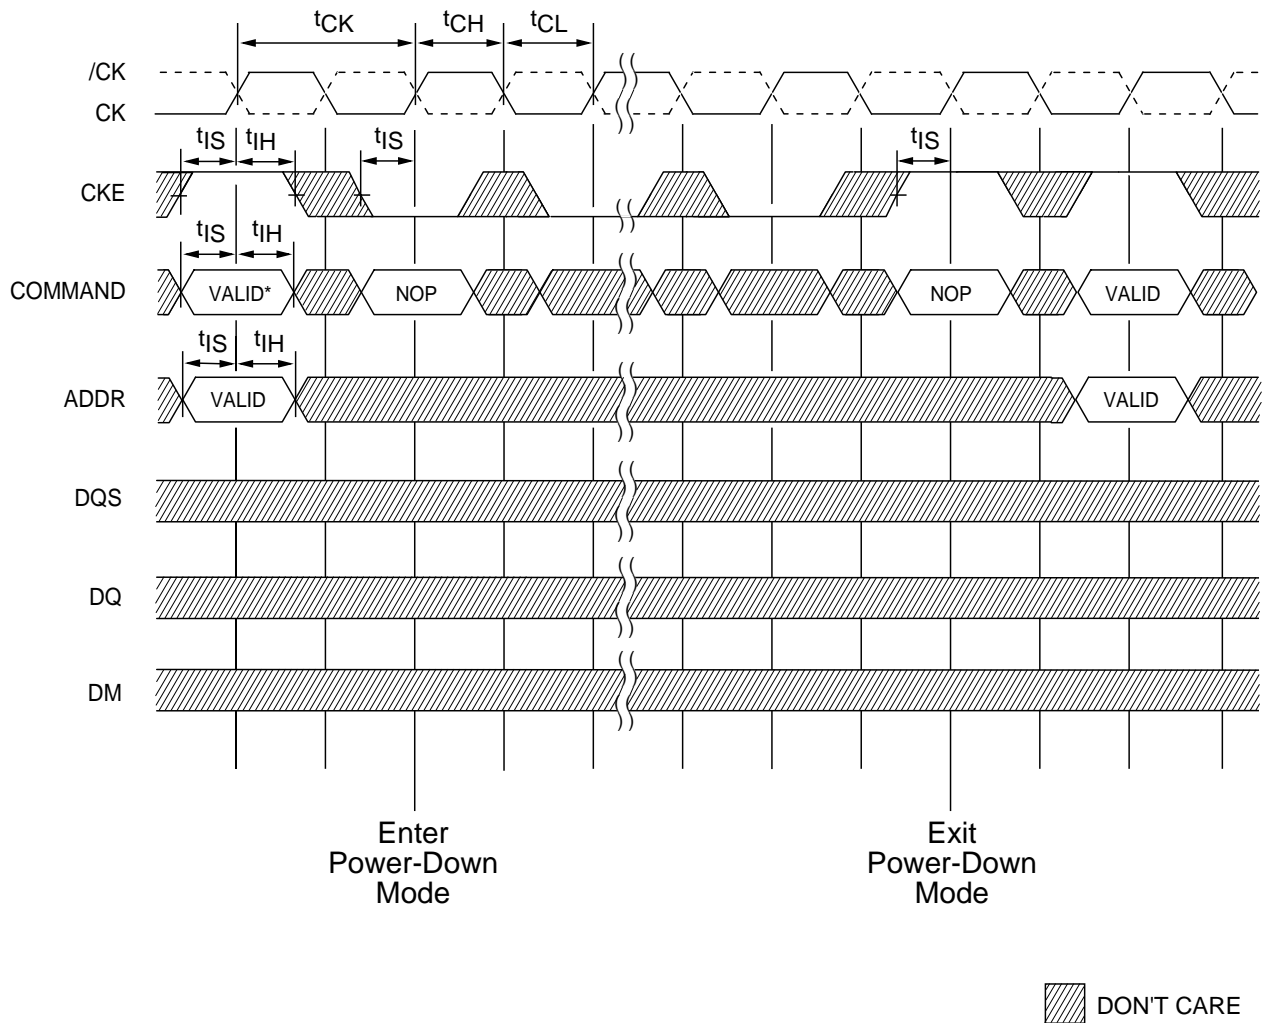 tCK tCH tCL
/CK
CK
tIS tIH tIS tIS
CKE
tIS tIH
COMMAND VALID* NOP NOP VALID
tIS tIH
ADDR VALID VALID
DQS
DQ
DM
Enter
Power-Down
Mode
Exit
Power-Down
Mode
DON'T CARE